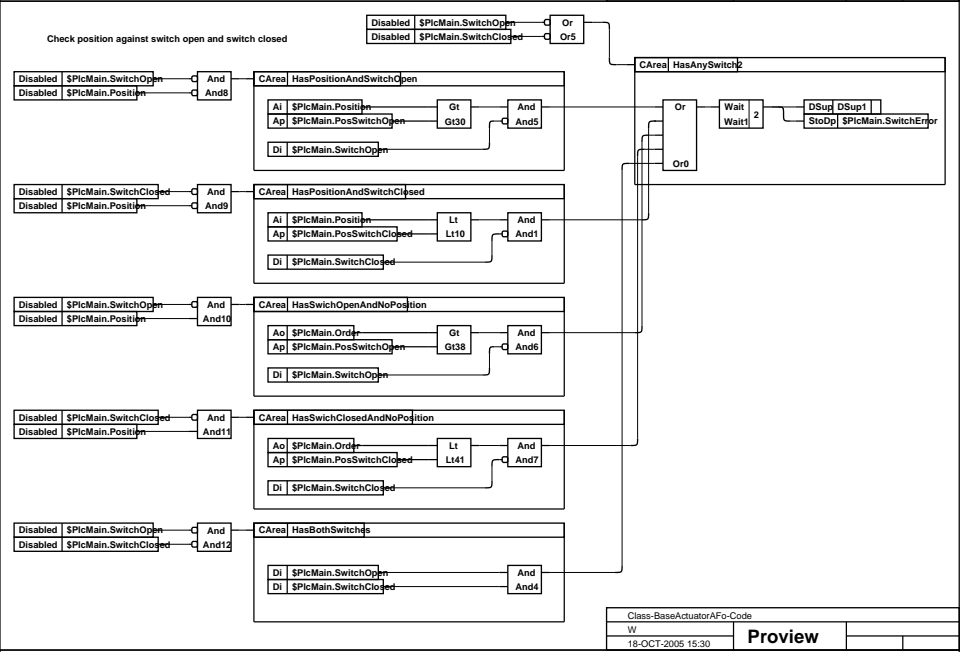 Disabled $PlcMain.SwitchOpen Or
Disabled $PlcMain.SwitchClosed Or5
Check position against switch open and switch closed
CArea HasAnySwitch2
Disabled $PlcMain.SwitchOpen And
Disabled $PlcMain.Position And8
CArea HasPositionAndSwitchOpen
Ai $PlcMain.Position Gt And
Ap $PlcMain.PosSwitchOpen Gt30 And5
Di $PlcMain.SwitchOpen
Or Wait DSup DSup1
Wait1 2 StoDp $PlcMain.SwitchError
Or0
Disabled $PlcMain.SwitchClosed And
Disabled $PlcMain.Position And9
CArea HasPositionAndSwitchClosed
Ai $PlcMain.Position Lt And
Ap $PlcMain.PosSwitchClosed Lt10 And1
Di $PlcMain.SwitchClosed
Disabled $PlcMain.SwitchOpen And
Disabled $PlcMain.Position And10
CArea HasSwichOpenAndNoPosition
Ao $PlcMain.Order Gt And
Ap $PlcMain.PosSwitchOpen Gt38 And6
Di $PlcMain.SwitchOpen
Disabled $PlcMain.SwitchClosed And
Disabled $PlcMain.Position And11
CArea HasSwichClosedAndNoPosition
Ao $PlcMain.Order Lt And
Ap $PlcMain.PosSwitchClosed Lt41 And7
Di $PlcMain.SwitchClosed
Disabled $PlcMain.SwitchOpen And
Disabled $PlcMain.SwitchClosed And12
CArea HasBothSwitches
Di $PlcMain.SwitchOpen And
Di $PlcMain.SwitchClosed And4
Class-BaseActuatorAFo-Code
W
18-OCT-2005 15:30
Proview